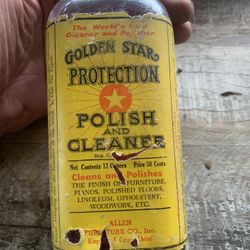 The World's
Cleaner and Polisher
GOLDEN STAR
PROTECTION
POLISH
AND
CLEANER
Reg. U.S.
Net Contents 12 Ounces Price 50 Cents
Cleans and Polishes
THE FINISH OF FURNITURE,
PIANOS, POLISHED FLOORS,
LINOLEUM, UPHOLSTERY,
WOODWORK, ETC.
ALLEN
FURNITURE CO., Inc.